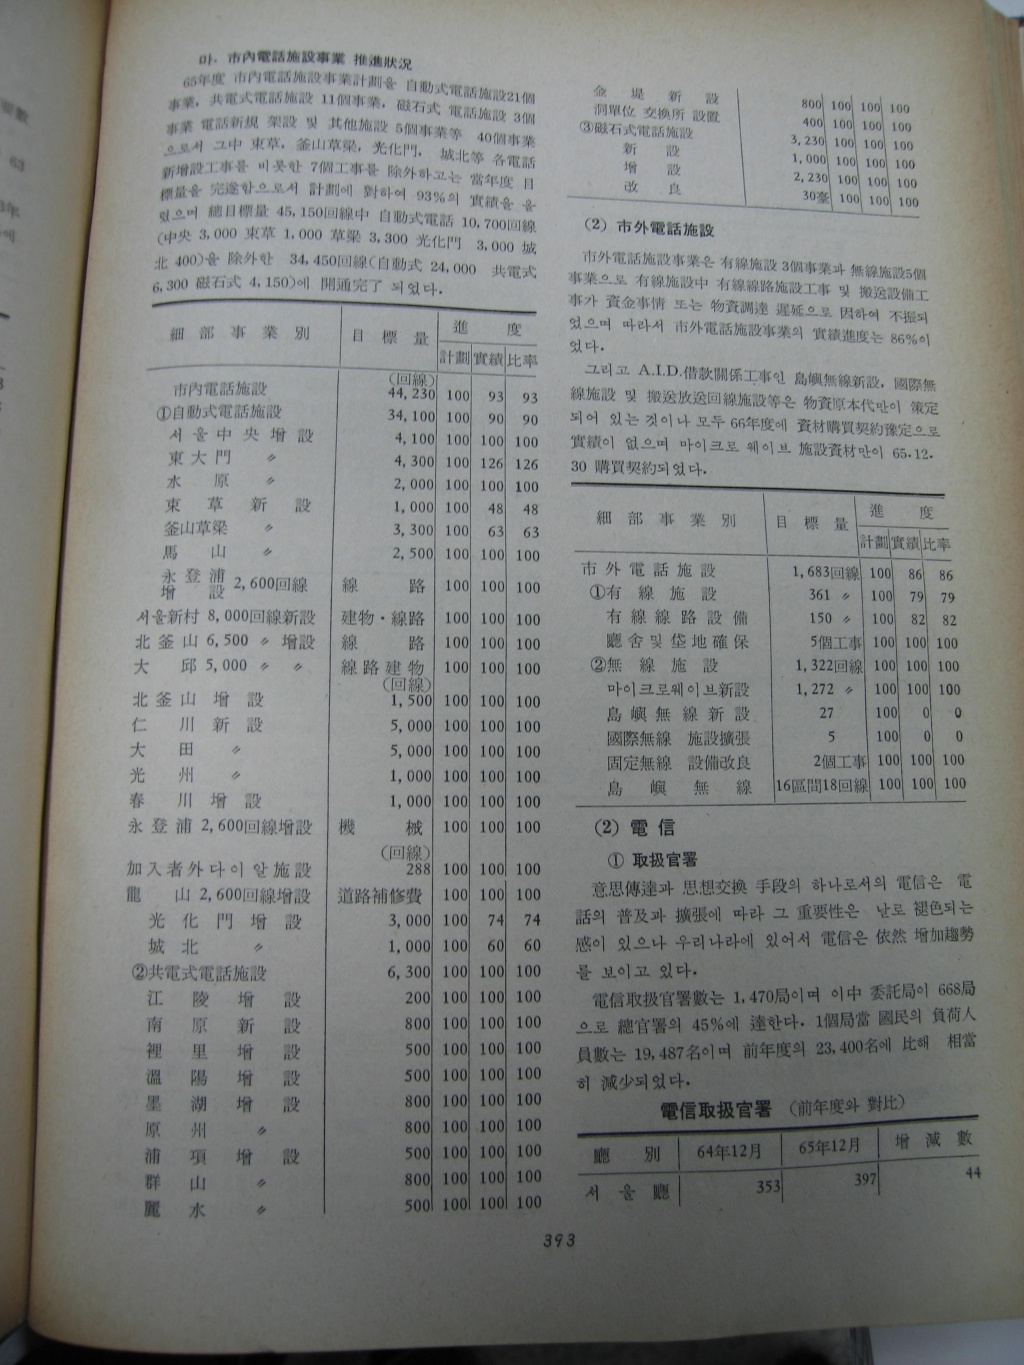 마. 市內電話施設事業 推進狀況
65年度 市內電話施設事業計劃을 自動式電話施設21個
事業, 共電式電話施設 11個事業, 磁石式 電話施設 3個
事業 電話新規 架設 및 其他施設 5個事業等 40個事業
으로서 그中 東草, 釜山草梁, 光化門, 城北等 各電話
新增設工事를 비롯한 7個工事를 除外하고는 當年度 目
標量을 完遂함으로서 計劃에 對하여 93%의 實績을 올
렸으며 總目標量 45,150回線中 自動式電話 10,700回線
(中央 3,000 東草 1,000 草梁 3,300 光化門 3,000 城
北 400)을 除外한 34,450回線(自動式 24,000 共電式
6,300 磁石式 4,150)에 開通完了 되었다.
細部事業別 目標量 進度
計劃 實績 比率
市內電話施設 (回線) 44,230 100 93 93
①自動式電話施設 34,100 100 90 90
서울中央增設 4,100 100 100 100
東大門 〃 4,300 100 126 126
水原 〃 2,000 100 100 100
東草新設 1,000 100 48 48
釜山草梁 〃 3,300 100 63 63
馬山 〃 2,500 100 100 100
永登浦增設 2,600回線 線路 100 100 100
서울新村 8,000回線新設 建物·線路 100 100 100
北釜山 6,500 〃 增設 線路 100 100 100
大邱 5,000 〃 〃 線路建物 100 100 100
北釜山增設 (回線) 1,500 100 100 100
仁川新設 5,000 100 100 100
大田 〃 5,000 100 100 100
光州 〃 1,000 100 100 100
春川增設 1,000 100 100 100
永登浦 2,600回線增設 機械 100 100 100
加入者外다이알施設 (回線) 288 100 100 100
龍山 2,600回線增設 道路補修費 100 100 100
光化門增設 3,000 100 74 74
城北 〃 1,000 100 60 60
②共電式電話施設 6,300 100 100 100
江陵增設 200 100 100 100
南原新設 800 100 100 100
裡里增設 500 100 100 100
溫陽增設 500 100 100 100
墨湖增設 800 100 100 100
原州 〃 800 100 100 100
浦項增設 500 100 100 100
群山 〃 800 100 100 100
麗水 〃 500 100 100 100
金堤新設 800 100 100 100
洞單位 交換所 設置 400 100 100 100
③磁石式電話施設 3,230 100 100 100
新設 1,000 100 100 100
增設 2,230 100 100 100
改良 30臺 100 100 100
(2) 市外電話施設
市外電話施設事業은 有線施設 3個事業과 無線施設5個
事業으로 有線施設中 有線線路施設工事 및 搬送設備工
事가 資金事情 또는 物資調達 遲延으로 因하여 不振되
었으며 따라서 市外電話施設事業의 實績進度는 86%이
었다.
그리고 A.I.D.借款關係工事인 島嶼無線新設, 國際無
線施設 및 搬送放送回線施設等은 物資原本代만이 策定
되어 있는 것이나 모두 66年度에 資材購買契約豫定으로
實績이 없으며 마이크로 웨이브 施設資材만이 65.12.
30 購買契約되었다.
細部事業別 目標量 進度
計劃 實績 比率
市外電話施設 1,683回線 100 86 86
①有線施設 361 〃 100 79 79
有線線路設備 150 〃 100 82 82
廳舍및垈地確保 5個工事 100 100 100
②無線施設 1,322回線 100 100 100
마이크로웨이브新設 1,272 〃 100 100 100
島嶼無線新設 27 100 0 0
國際無線 施設擴張 5 100 0 0
固定無線 設備改良 2個工事 100 100 100
島嶼無線 16區間18回線 100 100 100
(2) 電信
① 取扱官署
意思傳達과 思想交換 手段의 하나로서의 電信은 電
話의 普及과 擴張에 따라 그 重要性은 날로 褪色되는
感이 있으나 우리나라에 있어서 電信은 依然 增加趨勢
를 보이고 있다.
電信取扱官署數는 1,470局이며 이中 委託局이 668局
으로 總官署의 45%에 達한다. 1個局當 國民의 負荷人
員數는 19,487名이며 前年度의 23,400名에 比해 相當
히 減少되었다.
電信取扱官署 (前年度와 對比)
廳別 64年12月 65年12月 增減數
서울廳 353 397 44
393